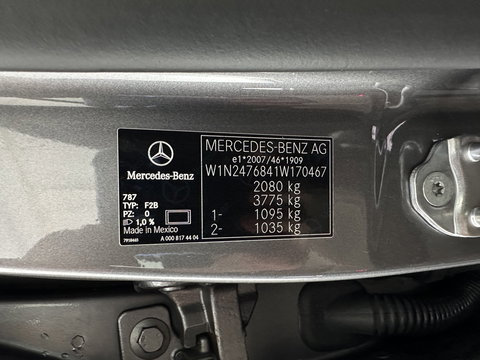 MERCEDES-BENZ AG
e1*2007/46*1909
W1N2476841W170467
2080 kg
3775 kg
1- 1095 kg
2- 1035 kg
Mercedes-Benz
787
TYP: F2B
PZ: 0
1,0 %
Made in Mexico
7918465 A 000 817 44 04